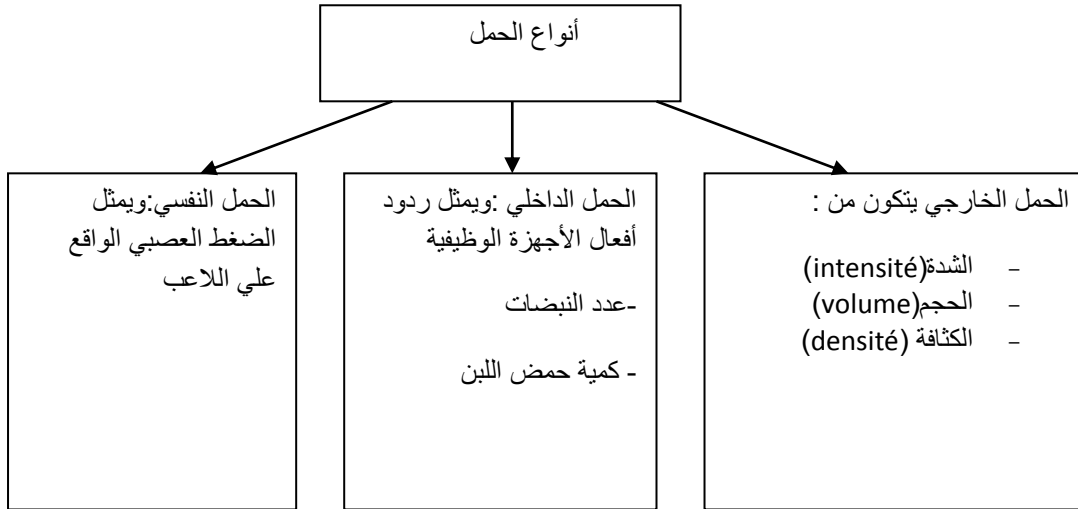 أنواع الحمل
الحمل الخارجي يتكون من :
- الشدة(intensité)
- الحجم(volume)
- الكثافة (densité)
الحمل الداخلي :ويمثل ردود
أفعال الأجهزة الوظيفية
-عدد النبضات
- كمية حمض اللبن
الحمل النفسي:ويمثل
الضغط العصبي الواقع
علي اللاعب